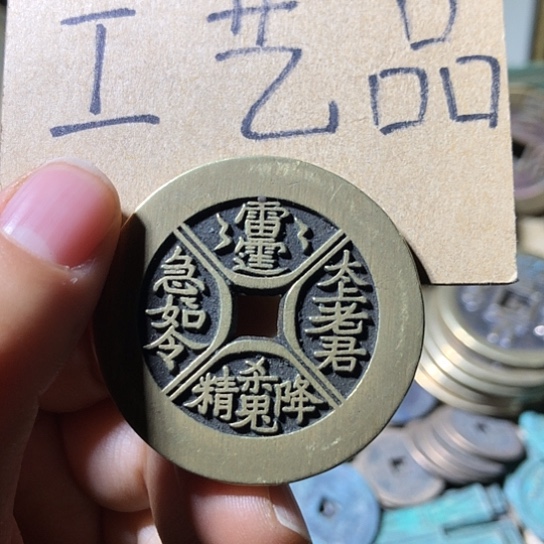 工艺品
雷霆
太上老君
杀鬼降精
急如令